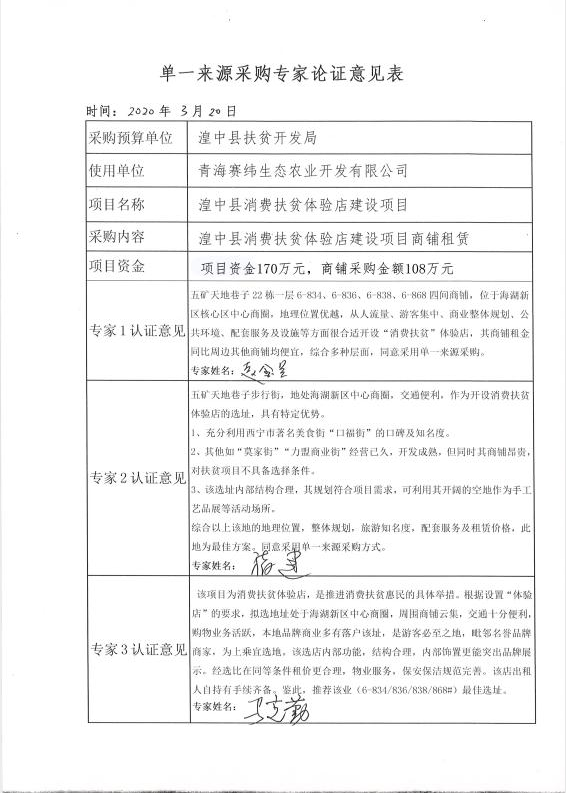 单一来源采购专家论证意见表
时间： 2020 年 3 月 20 日
采购预算单位 湟中县扶贫开发局
使用单位 青海赛纬生态农业开发有限公司
项目名称 湟中县消费扶贫体验店建设项目
采购内容 湟中县消费扶贫体验店建设项目商铺租赁
项目资金 项目资金170万元，商铺采购金额108万元
专家1认证意见
五矿天地巷子 22 栋一层 6-834、6-836、6-838、6-868 四间商铺，位于海湖新
区核心区中心商圈，地理位置优越，从人流量、游客集中、商业整体规划、公
共环境、配套服务及设施等方面很合适开设“消费扶贫”体验店，其商铺租金
同比周边其他商铺均便宜，综合多种层面，同意采用单一来源采购。
专家姓名：
专家2认证意见
五矿天地巷子步行街，地处海湖新区中心商圈，交通便利，作为开设消费扶贫
体验馆的选址，具有特定优势。
1、充分利用西宁市著名美食街“口福街”的口碑及知名度。
2、其他如“莫家街”“力盟商业街”经营已久，开发成熟，但同时其商铺昂贵，
对扶贫项目不具备选择条件。
3、该选址内部结构合理，其规划符合项目需求，可利用其开阔的空地作为手工
艺品展等活动场所。
综合以上该地的地理位置，整体规划，旅游知名度，配套服务及租赁价格，此
地为最佳方案。同意采用单一来源采购方式。
专家姓名：
专家3认证意见
该项目为消费扶贫体验店，是推进消费扶贫惠民的具体举措。根据设置“体验
店”的要求，拟选地址处于海湖新区中心商圈，周围商铺云集，交通十分便利，
购物业务活跃，本地品牌商业多有落户该址，是游客必至之地，毗邻名誉品牌
商家，为上乘宜选地。该选店内部功能，结构合理，内部饰置更能突出品牌展
示。经选比在同等条件租价更合理，物业服务，保安保洁规范完善。该店出租
人自持有手续齐备。鉴此，推荐该业（6-834/836/838/868#）最佳选址。
专家姓名： 马克勤